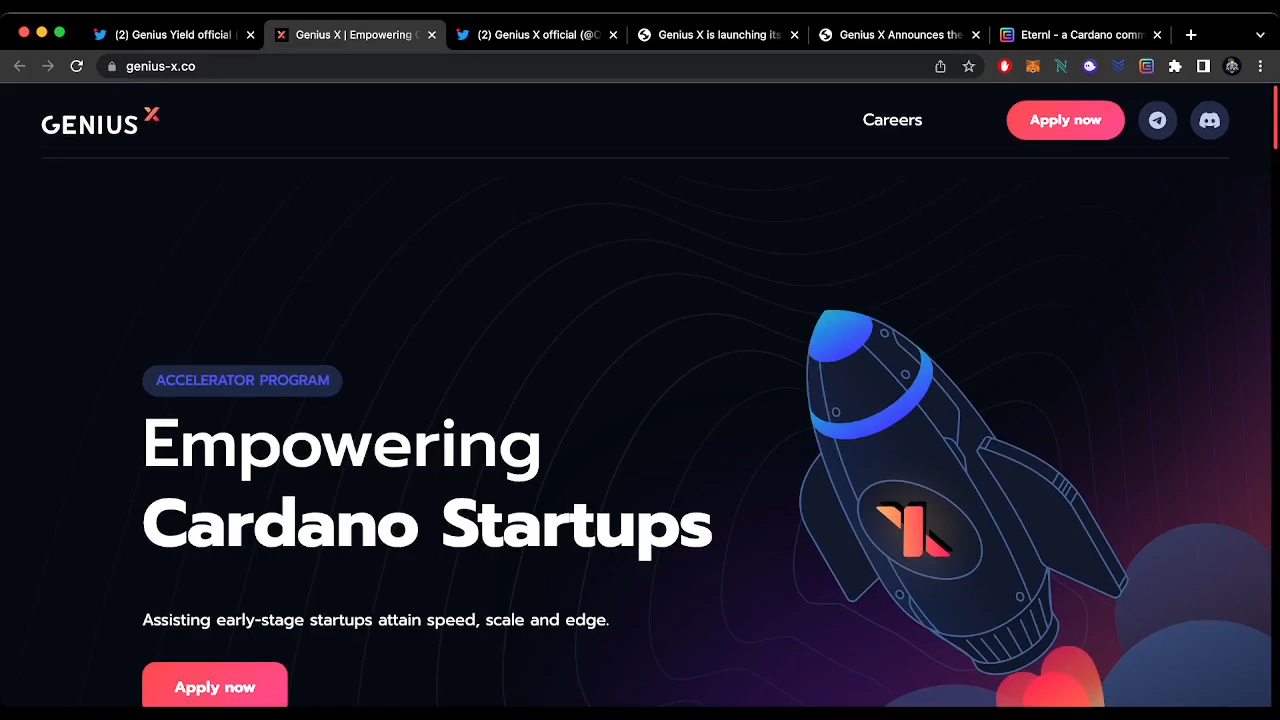 (2) Genius Yield official (
Genius X | Empowering C
(2) Genius X official (@O
Genius X is launching its
Genius X Announces the
Eternl - a Cardano comm
genius-x.co
GENIUS X
Careers
Apply now
ACCELERATOR PROGRAM
Empowering
Cardano Startups
Assisting early-stage startups attain speed, scale and edge.
Apply now